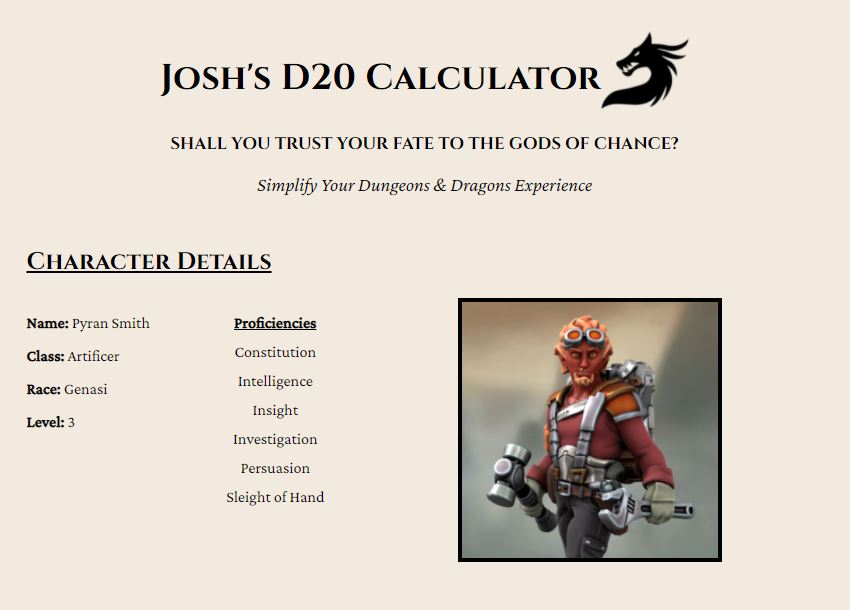 Josh's D20 Calculator
SHALL YOU TRUST YOUR FATE TO THE GODS OF CHANCE?
Simplify Your Dungeons & Dragons Experience
Character Details
Name: Pyran Smith
Class: Artificer
Race: Genasi
Level: 3
Proficiencies
Constitution
Intelligence
Insight
Investigation
Persuasion
Sleight of Hand